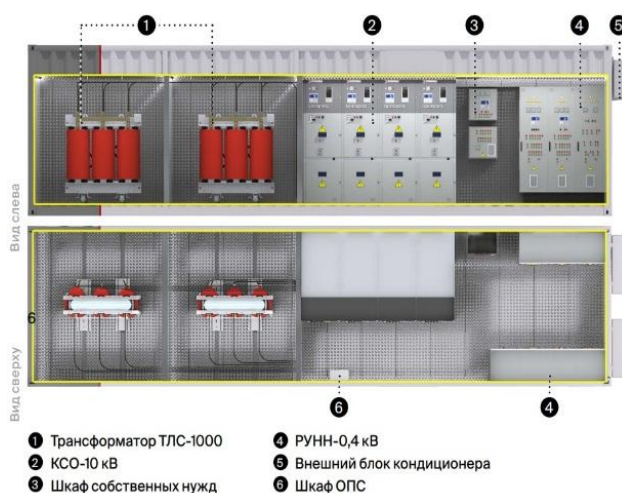 1 2 3 4 5
Вид слева
Вид сверху
6
6 4
1 Трансформатор ТЛС-1000
2 КСО-10 кВ
3 Шкаф собственных нужд
4 РУНН-0,4 кВ
5 Внешний блок кондиционера
6 Шкаф ОПС